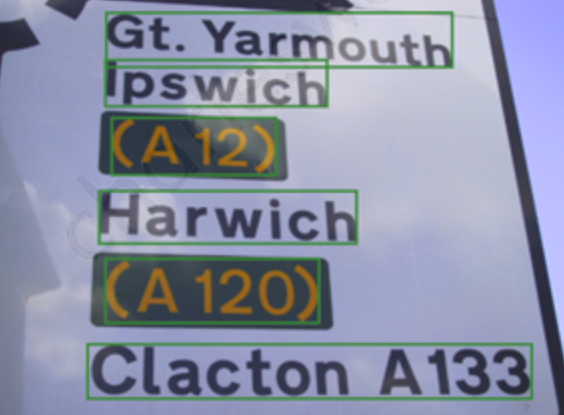 Gt. Yarmouth
Ipswich
(A 12)
Harwich
(A 120)
Clacton A133